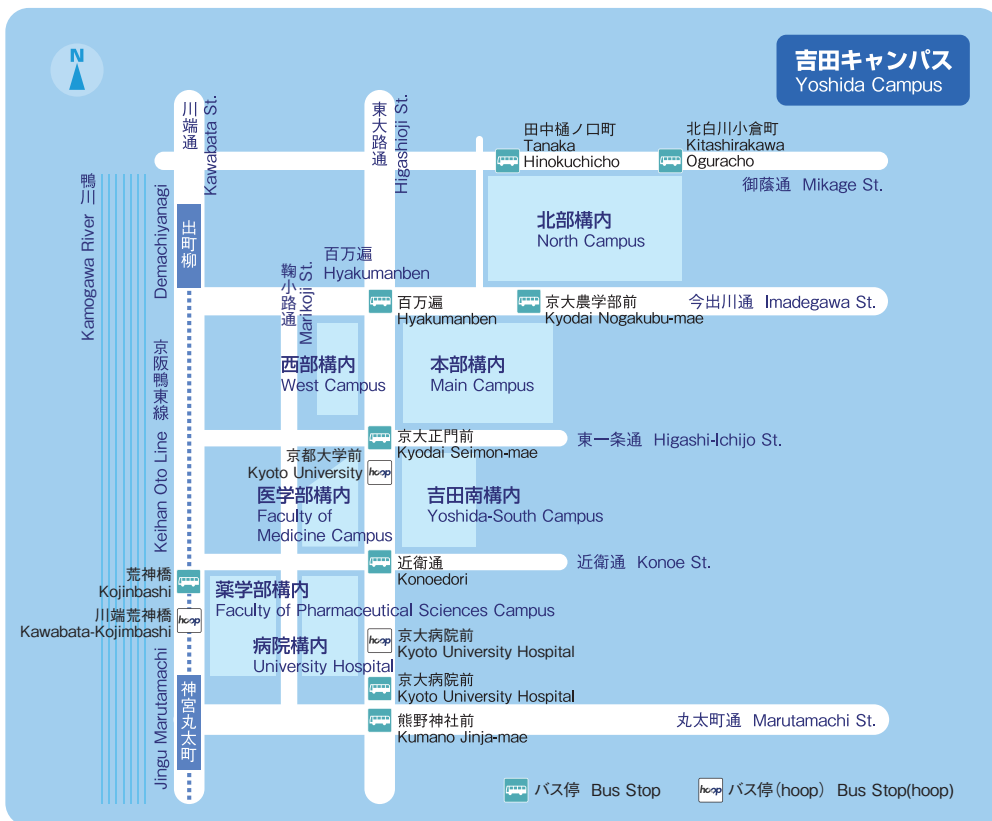 吉田キャンパス
Yoshida Campus
N
川端通
Kawabata St.
東大路通
Higashioji St.
田中樋ノ口町
Tanaka
Hinokuchicho
北白川小倉町
Kitashirakawa
Oguracho
御蔭通 Mikage St.
鴨川
Kamogawa River
Demachiyanagi
出町柳
北部構内
North Campus
百万遍
Hyakumanben
鞠小路通
Marikoji St.
百万遍
Hyakumanben
京大農学部前
Kyodai Nogakubu-mae
今出川通 Imadegawa St.
西部構内
West Campus
本部構内
Main Campus
京阪鴨東線
Keihan Oto Line
京大正門前
Kyodai Seimon-mae
東一条通 Higashi-Ichijo St.
京都大学前
Kyoto University
hoop
医学部構内
Faculty of
Medicine Campus
吉田南構内
Yoshida-South Campus
近衛通
Konoedori
近衛通 Konoe St.
荒神橋
Kojinbashi
薬学部構内
Faculty of Pharmaceutical Sciences Campus
川端荒神橋
Kawabata-Kojimbashi
hoop
病院構内
University Hospital
hoop
京大病院前
Kyoto University Hospital
京大病院前
Kyoto University Hospital
神宮丸太町
Jingu Marutamachi
熊野神社前
Kumano Jinja-mae
丸太町通 Marutamachi St.
バス停 Bus Stop
hoop
バス停(hoop) Bus Stop(hoop)